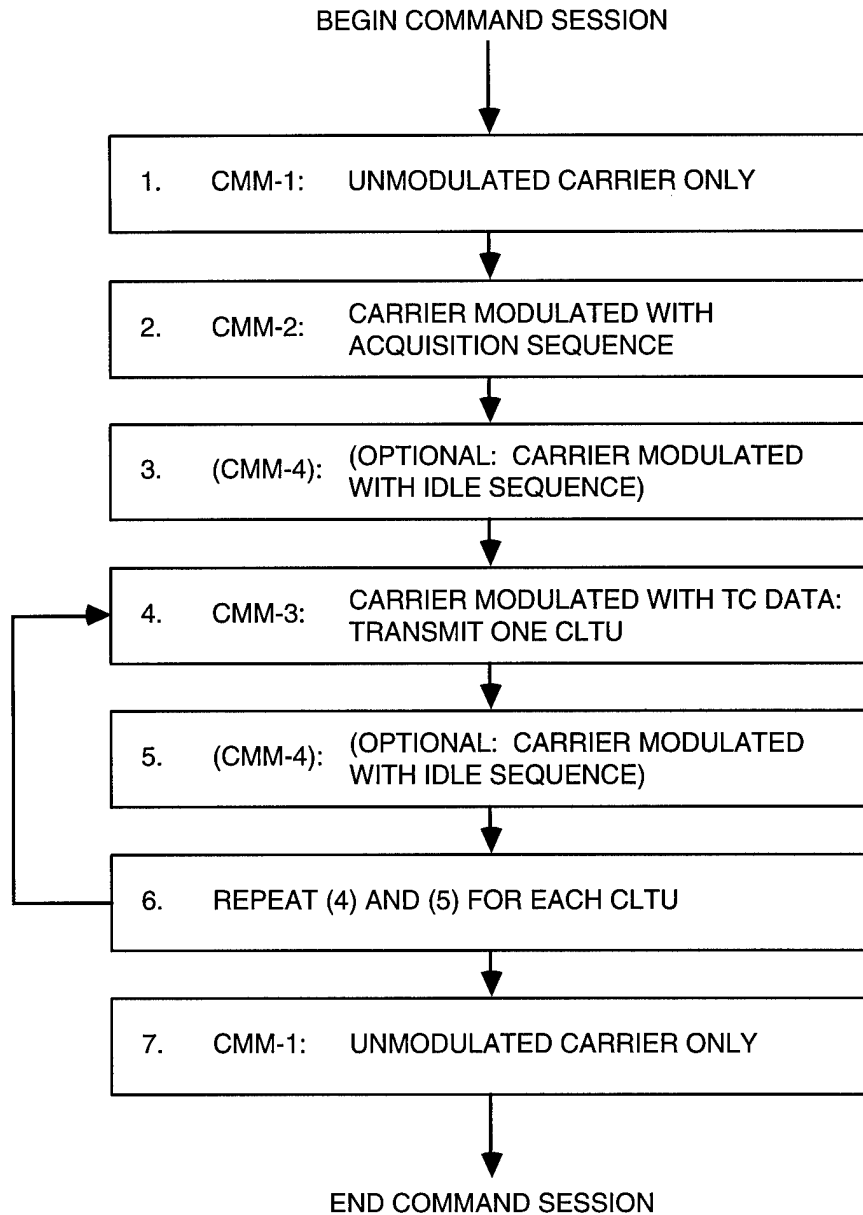 BEGIN COMMAND SESSION
1. CMM-1: UNMODULATED CARRIER ONLY
2. CMM-2: CARRIER MODULATED WITH
ACQUISITION SEQUENCE
3. (CMM-4): (OPTIONAL: CARRIER MODULATED
WITH IDLE SEQUENCE)
4. CMM-3: CARRIER MODULATED WITH TC DATA:
TRANSMIT ONE CLTU
5. (CMM-4): (OPTIONAL: CARRIER MODULATED
WITH IDLE SEQUENCE)
6. REPEAT (4) AND (5) FOR EACH CLTU
7. CMM-1: UNMODULATED CARRIER ONLY
END COMMAND SESSION